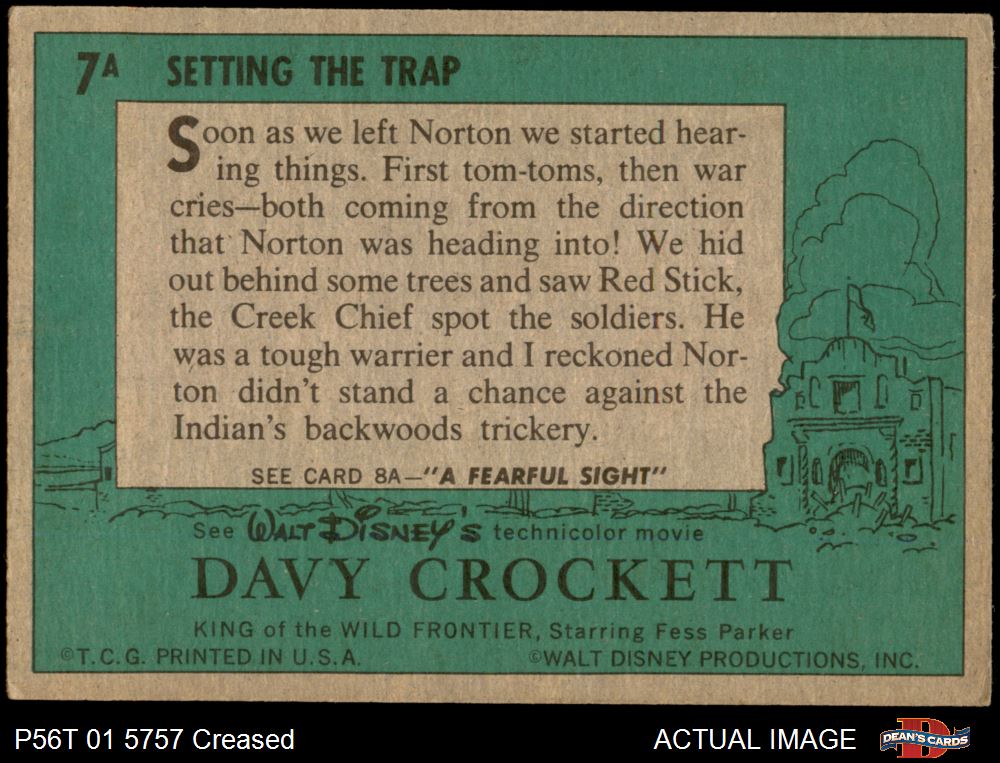 7A SETTING THE TRAP
Soon as we left Norton we started hear-
ing things. First tom-toms, then war
cries—both coming from the direction
that Norton was heading into! We hid
out behind some trees and saw Red Stick,
the Creek Chief spot the soldiers. He
was a tough warrier and I reckoned Nor-
ton didn't stand a chance against the
Indian's backwoods trickery.
SEE CARD 8A—"A FEARFUL SIGHT"
See WALT DISNEY'S technicolor movie
DAVY CROCKETT
KING of the WILD FRONTIER, Starring Fess Parker
©T.C.G. PRINTED IN U.S.A. ©WALT DISNEY PRODUCTIONS, INC.
P56T 01 5757 Creased ACTUAL IMAGE D DEAN'S CARDS